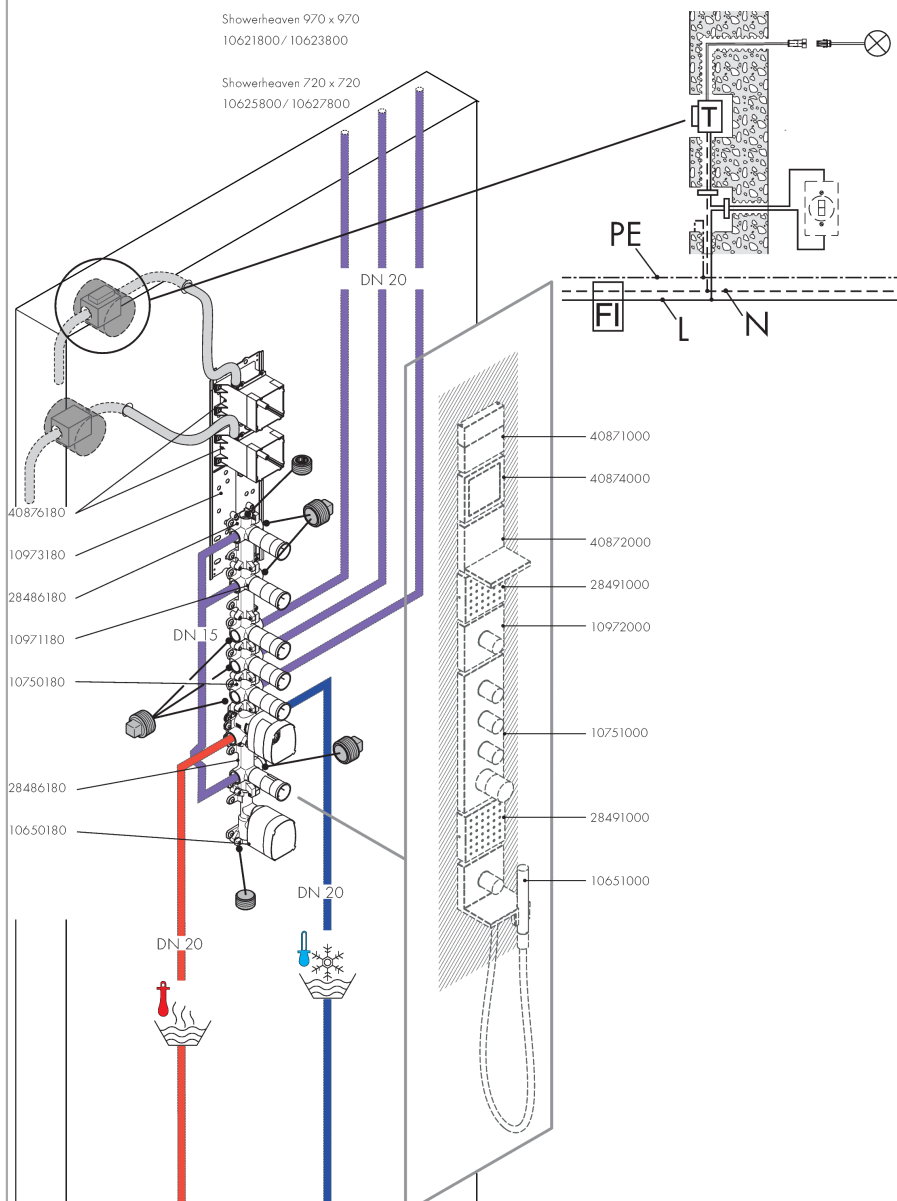 Showerheaven 970 x 970
10621800 / 10623800
Showerheaven 720 x 720
10625800 / 10627800
T
PE
DN 20
FI
L
N
40871000
40874000
40876180
40872000
10973180
28491000
28486180
10972000
10971180
DN 15
10750180
10751000
28486180
28491000
10650180
10651000
DN 20
DN 20